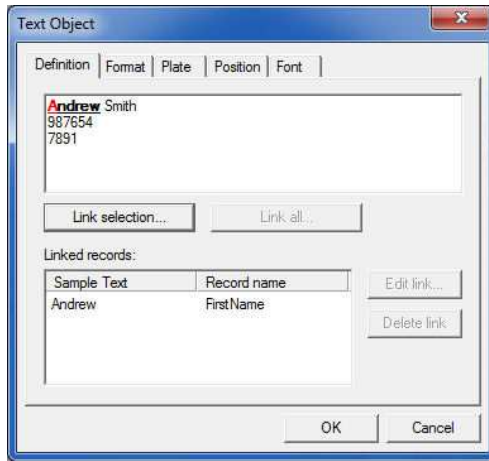 Text Object
Definition Format Plate Position Font
Andrew Smith
987654
7891
Link selection... Link all...
Linked records:
Sample Text Record name
Andrew FirstName
Edit link...
Delete link
OK Cancel